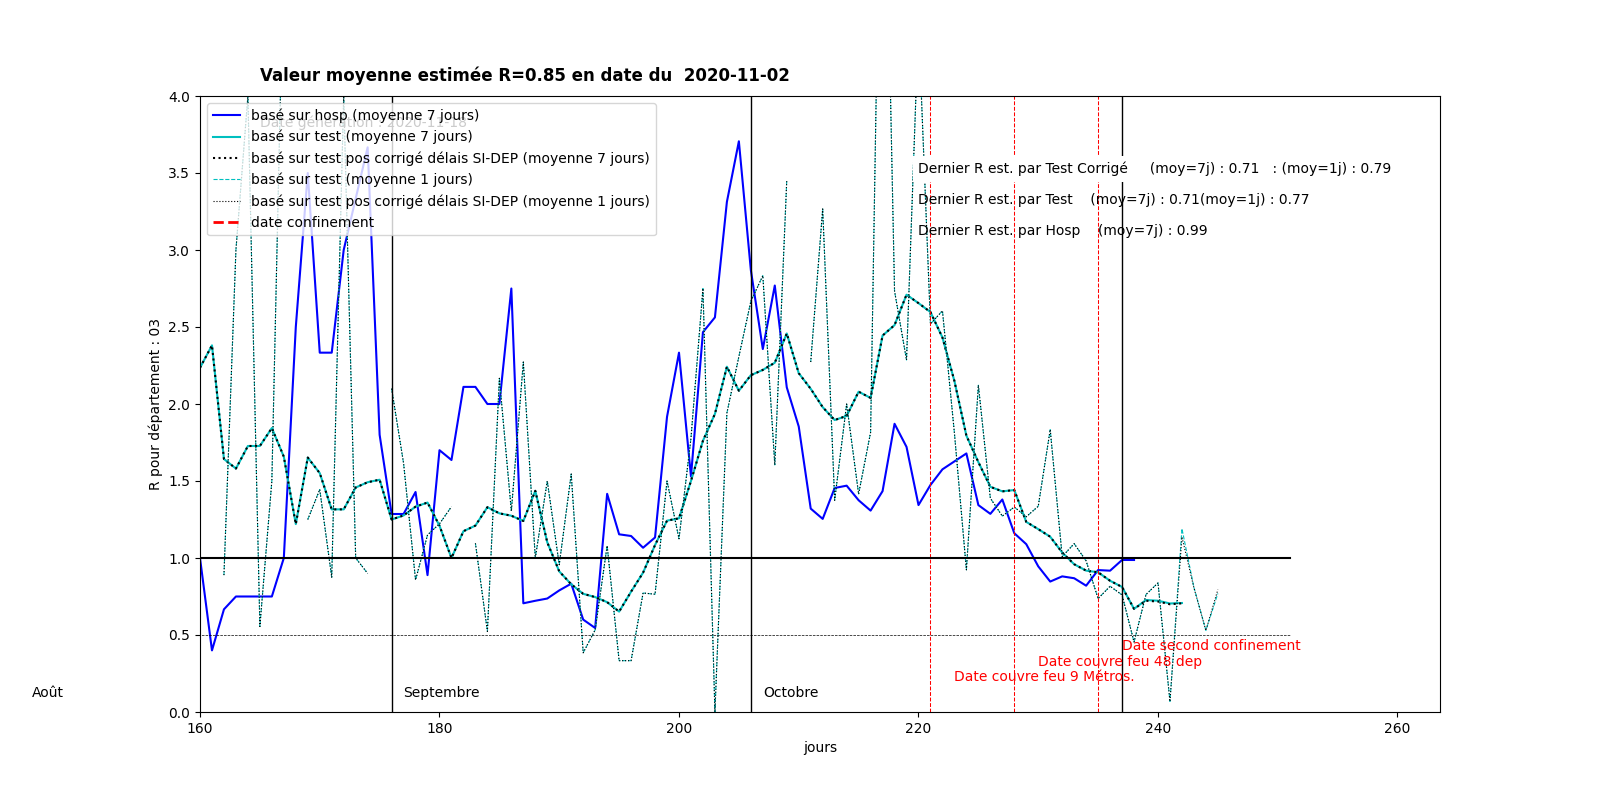 Valeur moyenne estimée R=0.85 en date du  2020-11-02
Date génération : 2020-11-18
basé sur hosp (moyenne 7 jours)
basé sur test (moyenne 7 jours)
basé sur test pos corrigé délais SI-DEP (moyenne 7 jours)
basé sur test (moyenne 1 jours)
basé sur test pos corrigé délais SI-DEP (moyenne 1 jours)
date confinement
Dernier R est. par Test Corrigé     (moy=7j) : 0.71   : (moy=1j) : 0.79
Dernier R est. par Test    (moy=7j) : 0.71(moy=1j) : 0.77
Dernier R est. par Hosp    (moy=7j) : 0.99
4.0
3.5
3.0
2.5
2.0
1.5
1.0
0.5
0.0
R pour département : 03
Date second confinement
Date couvre feu 48 dep
Date couvre feu 9 Métros.
Août
Septembre
Octobre
160
180
200
220
240
260
jours